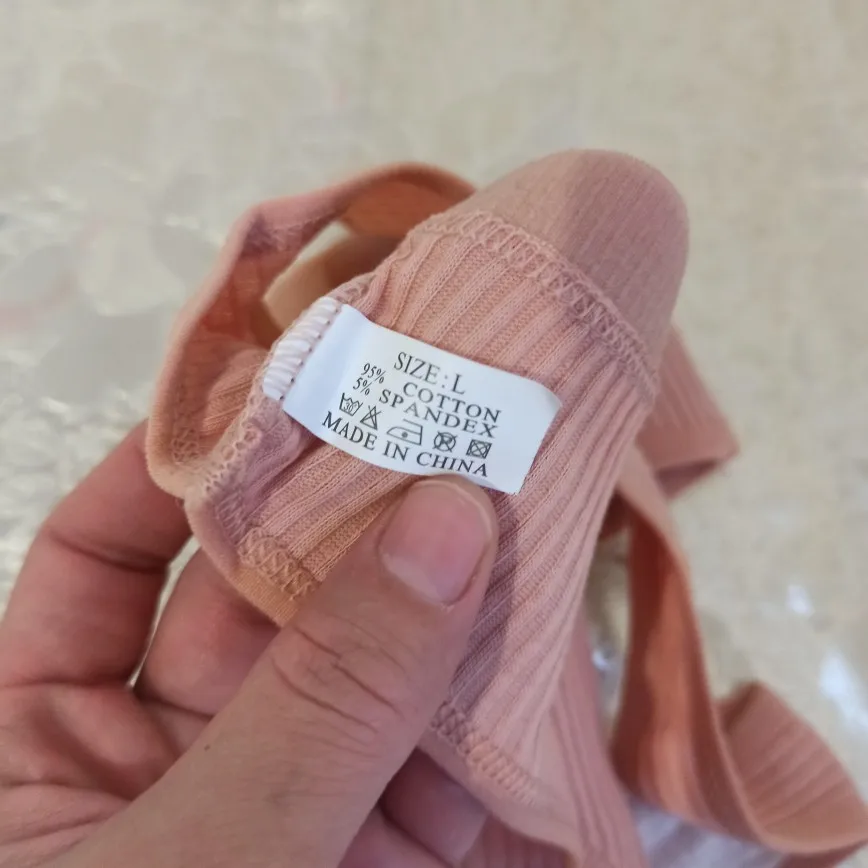 SIZE: L
95% COTTON
5% SPANDEX
MADE IN CHINA